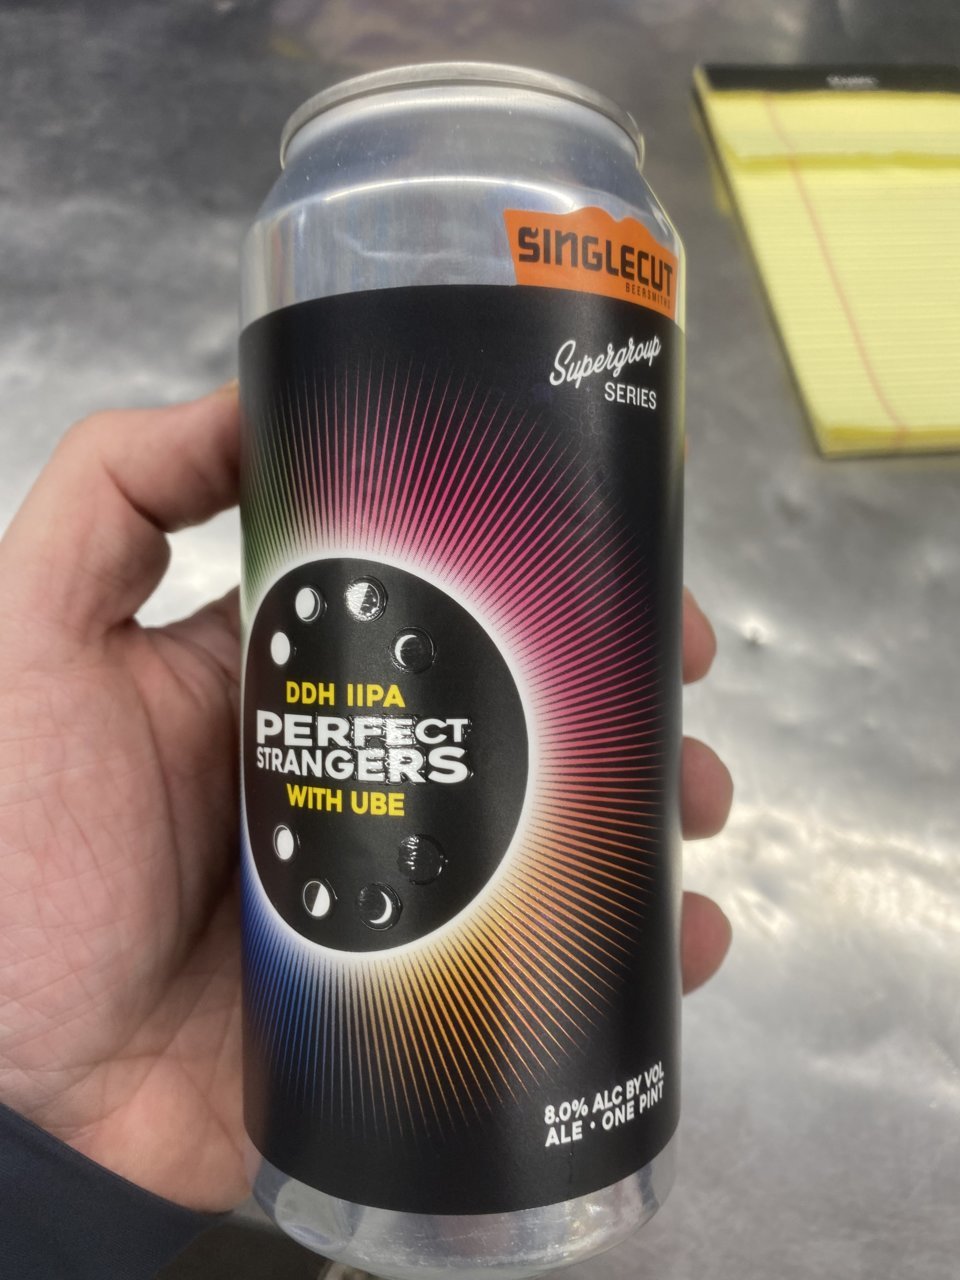 SINGLECUT
BEERSMITHS
Supergroup
SERIES
DDH IIPA
PERFECT
STRANGERS
WITH UBE
8.0% ALC BY VOL
ALE • ONE PINT